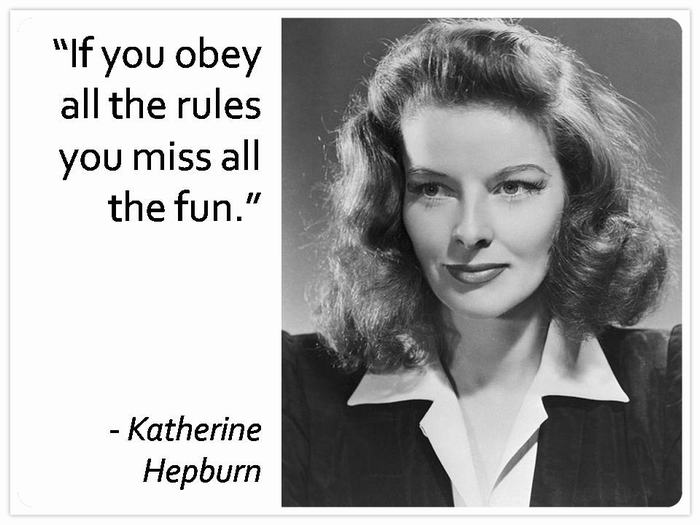 “If you obey
all the rules
you miss all
the fun.”
- Katherine
Hepburn